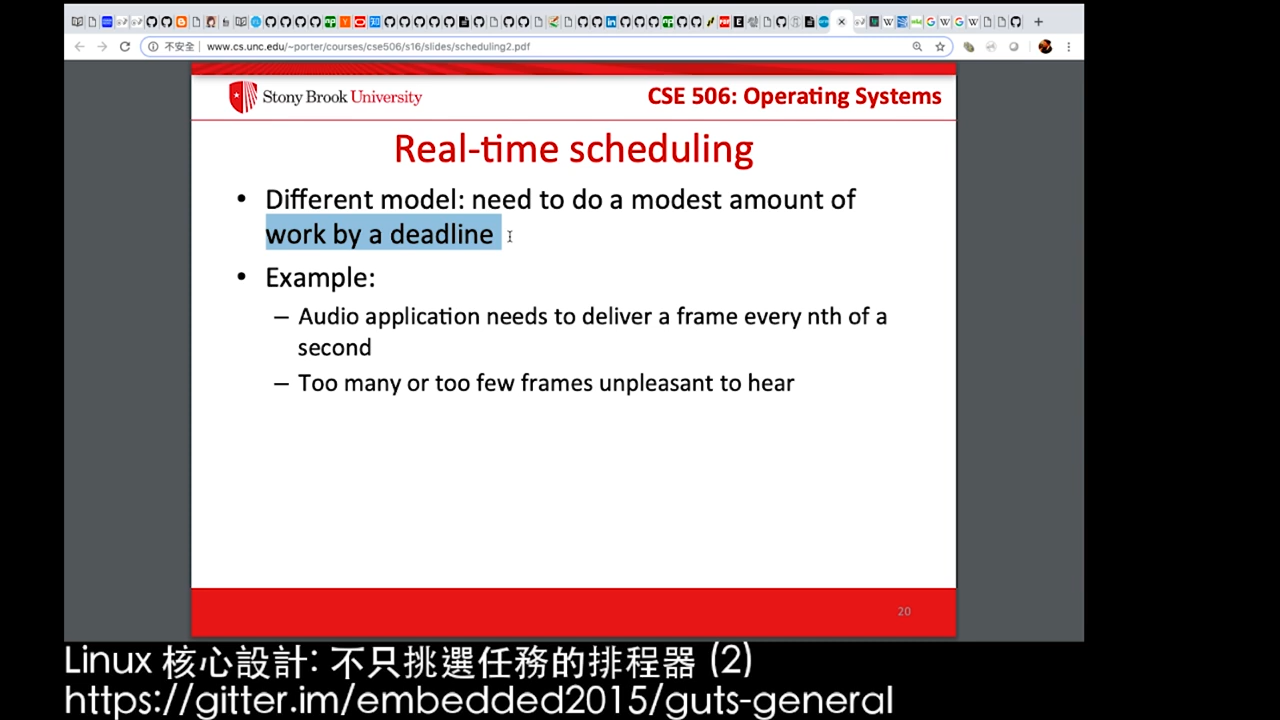 不安全 | www.cs.unc.edu/~porter/courses/cse506/s16/slides/scheduling2.pdf
Stony Brook University
CSE 506: Operating Systems
Real-time scheduling
• Different model: need to do a modest amount of
work by a deadline
• Example:
– Audio application needs to deliver a frame every nth of a
second
– Too many or too few frames unpleasant to hear
20
Linux 核心設計: 不只挑選任務的排程器 (2)
https://gitter.im/embedded2015/guts-general